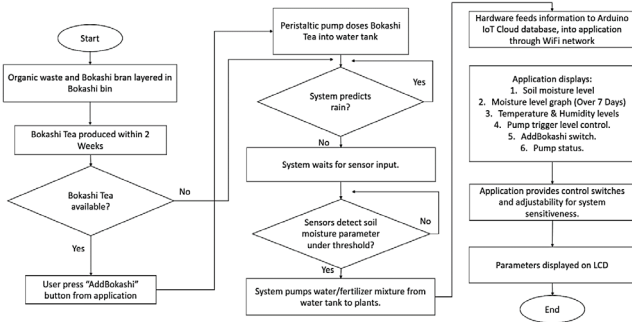 Start
Organic waste and Bokashi bran layered in
Bokashi bin
Bokashi Tea produced within 2
Weeks
Bokashi Tea
available?
No
Yes
User press “AddBokashi”
button from application
Peristaltic pump doses Bokashi
Tea into water tank
Yes
System predicts
rain?
No
System waits for sensor input.
Sensors detect soil
moisture parameter
under threshold?
No
Yes
System pumps water/fertilizer mixture from
water tank to plants.
Hardware feeds information to Arduino
IoT Cloud database, into application
through WiFi network
Application displays:
1. Soil moisture level
2. Moisture level graph (Over 7 Days)
3. Temperature & Humidity levels
4. Pump trigger level control.
5. AddBokashi switch.
6. Pump status.
Application provides control switches
and adjustability for system
sensitiveness.
Parameters displayed on LCD
End